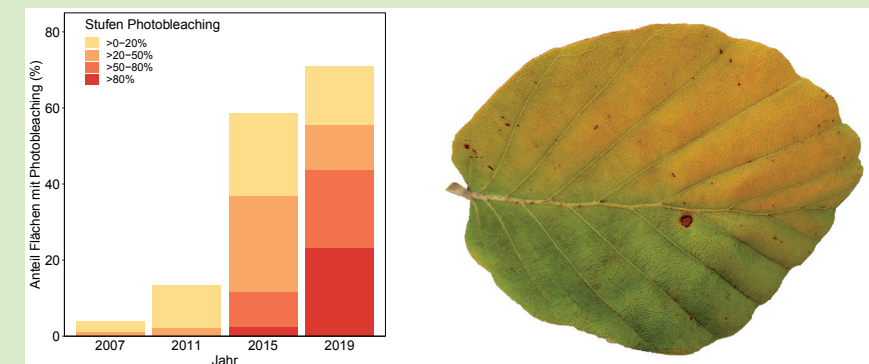 Stufen Photobleaching
>0−20%
>20−50%
>50−80%
>80%
Anteil Flächen mit Photobleaching (%)
80
60
40
20
0
2007 2011 2015 2019
Jahr